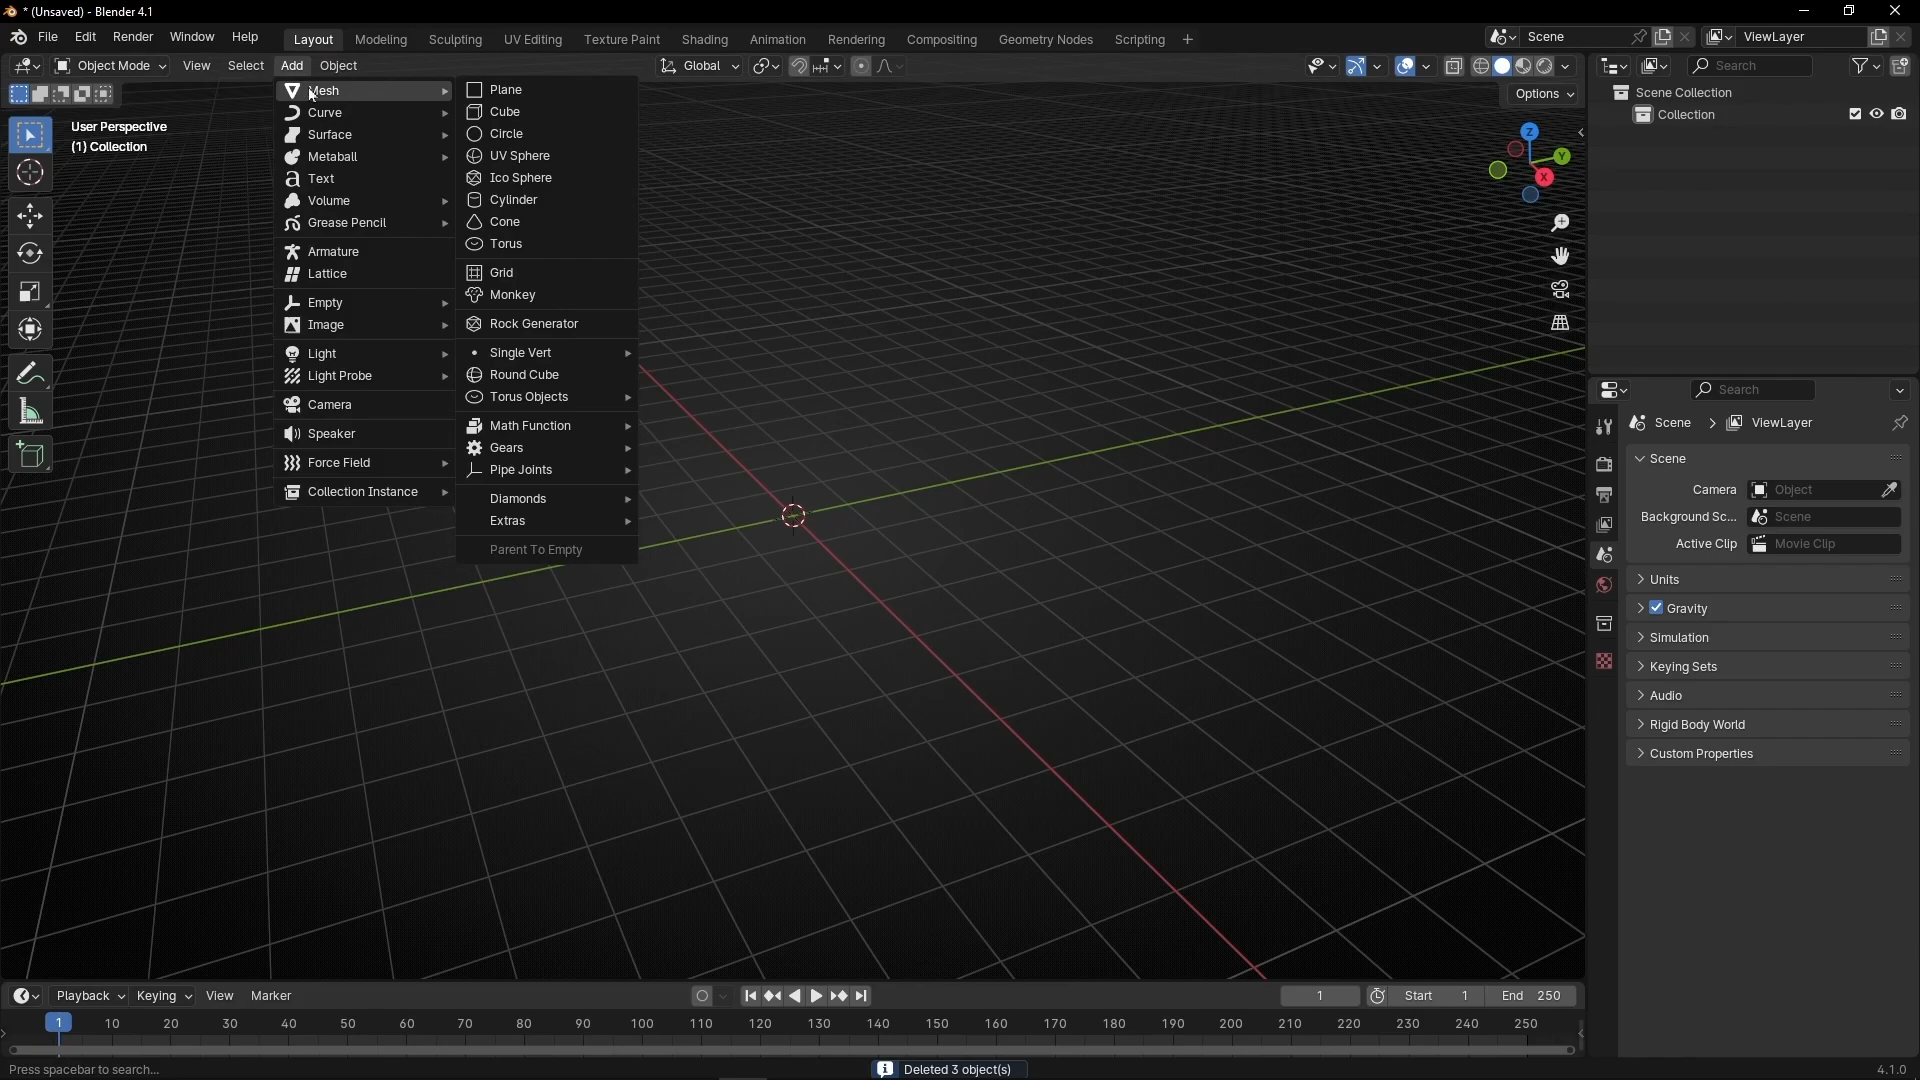 * (Unsaved) - Blender 4.1
File Edit Render Window Help Layout Modeling Sculpting UV Editing Texture Paint Shading Animation Rendering Compositing Geometry Nodes Scripting + Scene ViewLayer
Object Mode View Select Add Object Global Search
Options
User Perspective
(1) Collection
Mesh
Curve
Surface
Metaball
Text
Volume
Grease Pencil
Armature
Lattice
Empty
Image
Light
Light Probe
Camera
Speaker
Force Field
Collection Instance
Plane
Cube
Circle
UV Sphere
Ico Sphere
Cylinder
Cone
Torus
Grid
Monkey
Rock Generator
Single Vert
Round Cube
Torus Objects
Math Function
Gears
Pipe Joints
Diamonds
Extras
Parent To Empty
Z
Y
X
Scene Collection
Collection
Search
Scene > ViewLayer
Scene
Camera Object
Background Sc... Scene
Active Clip Movie Clip
Units
Gravity
Simulation
Keying Sets
Audio
Rigid Body World
Custom Properties
Playback Keying View Marker 1 Start 1 End 250
1 10 20 30 40 50 60 70 80 90 100 110 120 130 140 150 160 170 180 190 200 210 220 230 240 250
Press spacebar to search... Deleted 3 object(s) 4.1.0